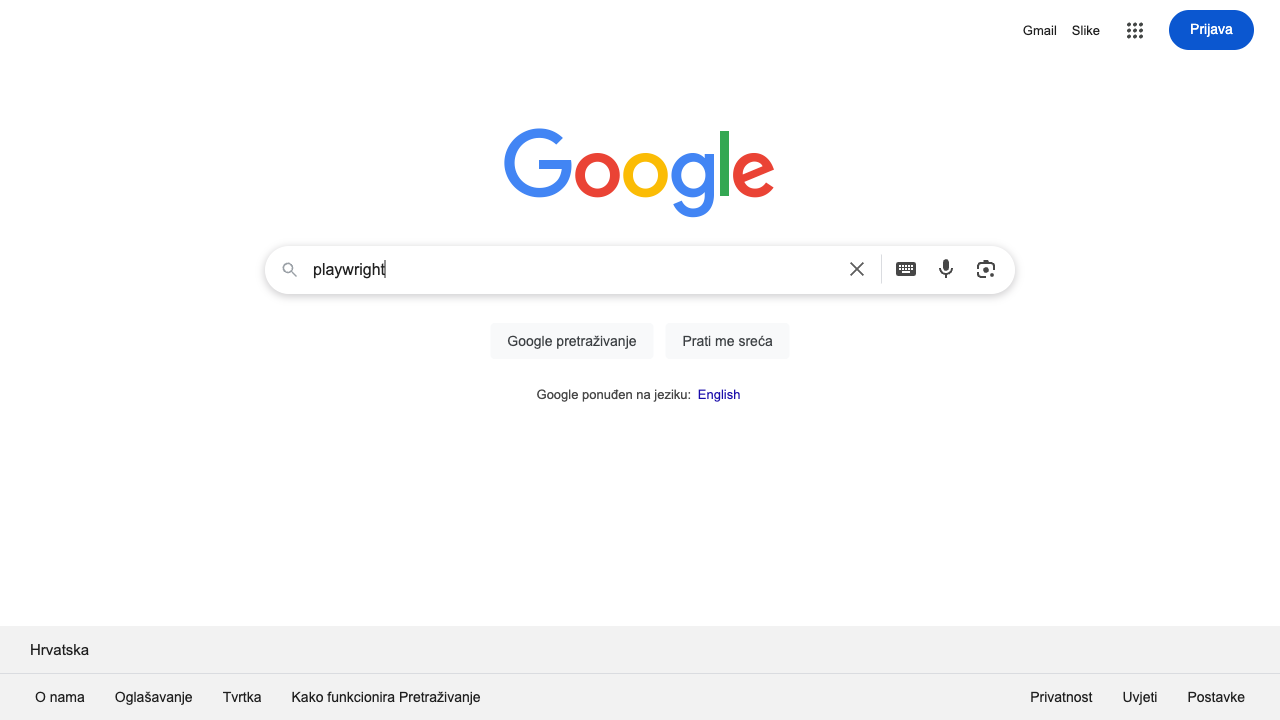 Gmail Slike Prijava
Google
playwright
Google pretraživanje Prati me sreća
Google ponuđen na jeziku: English
Hrvatska
O nama Oglašavanje Tvrtka Kako funkcionira Pretraživanje Privatnost Uvjeti Postavke